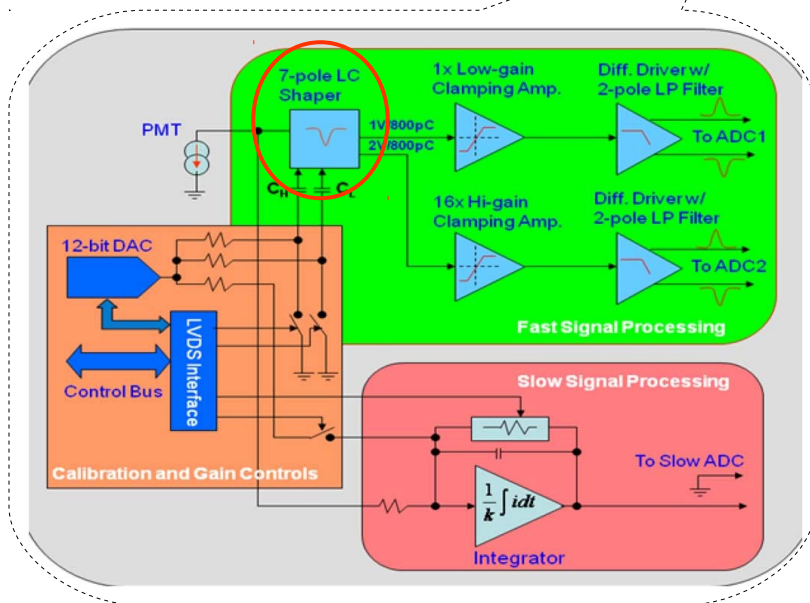 7-pole LC
Shaper
1x Low-gain
Clamping Amp.
Diff. Driver w/
2-pole LP Filter
PMT
1V/800pC
2V/800pC
To ADC1
C_H
C_L
16x Hi-gain
Clamping Amp.
Diff. Driver w/
2-pole LP Filter
12-bit DAC
To ADC2
LVDS Interface
Fast Signal Processing
Control Bus
Slow Signal Processing
Calibration and Gain Controls
To Slow ADC
1/k ∫ idt
Integrator